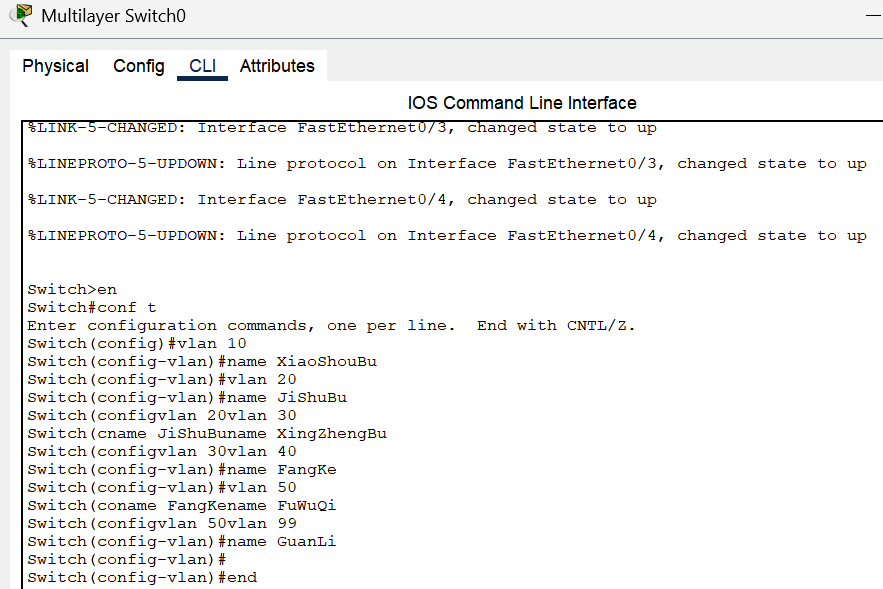 Multilayer Switch0
Physical Config CLI Attributes
IOS Command Line Interface
%LINK-5-CHANGED: Interface FastEthernet0/3, changed state to up
%LINEPROTO-5-UPDOWN: Line protocol on Interface FastEthernet0/3, changed state to up
%LINK-5-CHANGED: Interface FastEthernet0/4, changed state to up
%LINEPROTO-5-UPDOWN: Line protocol on Interface FastEthernet0/4, changed state to up
Switch>en
Switch#conf t
Enter configuration commands, one per line.  End with CNTL/Z.
Switch(config)#vlan 10
Switch(config-vlan)#name XiaoShouBu
Switch(config-vlan)#vlan 20
Switch(config-vlan)#name JiShuBu
Switch(configvlan 20vlan 30
Switch(cname JiShuBuname XingZhengBu
Switch(configvlan 30vlan 40
Switch(config-vlan)#name FangKe
Switch(config-vlan)#vlan 50
Switch(coname FangKename FuWuQi
Switch(configvlan 50vlan 99
Switch(config-vlan)#name GuanLi
Switch(config-vlan)#
Switch(config-vlan)#end